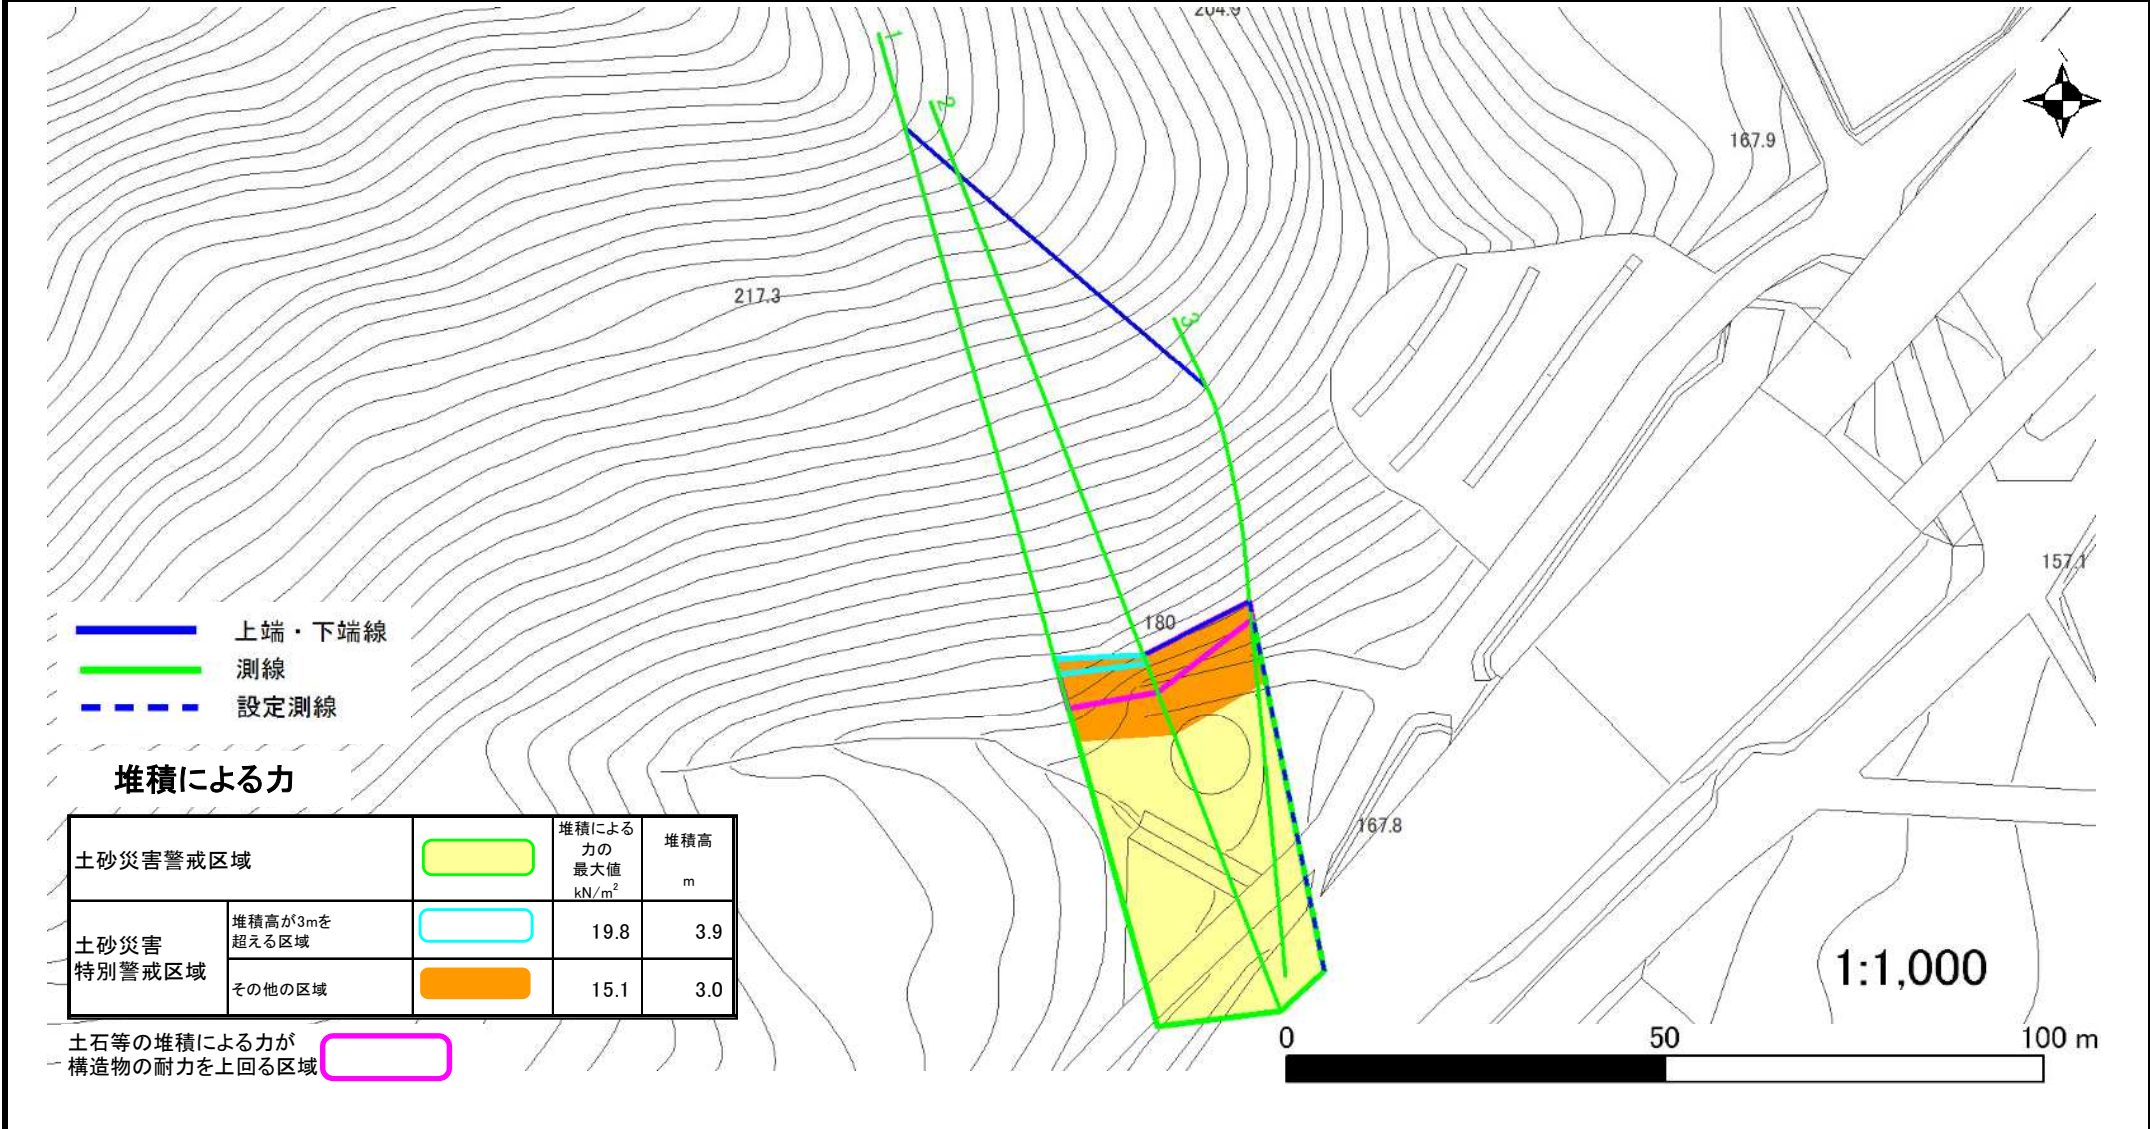 204.9
1
2
167.9
217.3
3
157.1
180
上端・下端線
測線
設定測線
167.8
堆積による力
土砂災害警戒区域
堆積による
力の
最大値
kN/m²
堆積高
m
土砂災害
特別警戒区域
堆積高が3mを
超える区域
19.8
3.9
その他の区域
15.1
3.0
土石等の堆積による力が
構造物の耐力を上回る区域
1:1,000
0
50
100 m